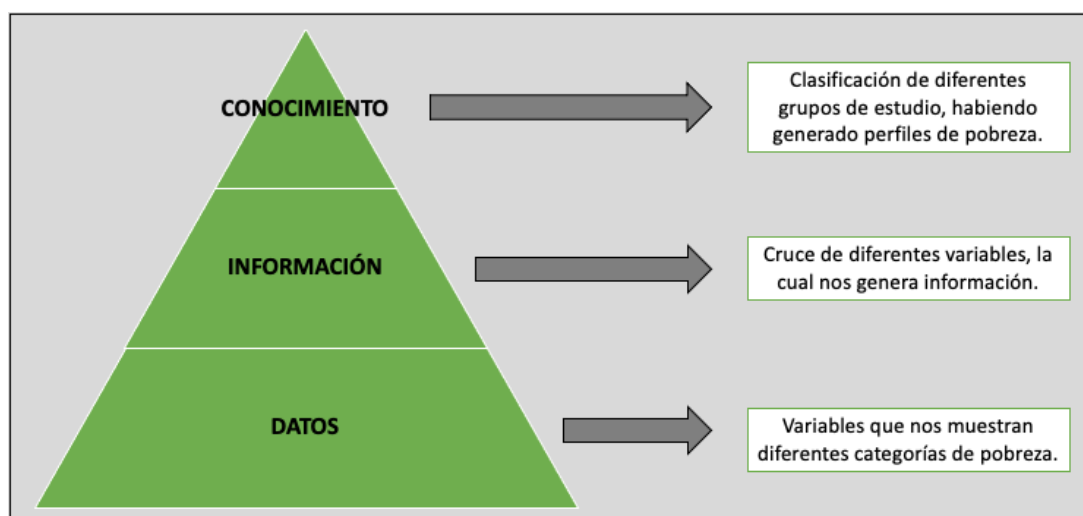 CONOCIMIENTO
Clasificación de diferentes
grupos de estudio, habiendo
generado perfiles de pobreza.
INFORMACIÓN
Cruce de diferentes variables, la
cual nos genera información.
DATOS
Variables que nos muestran
diferentes categorías de pobreza.